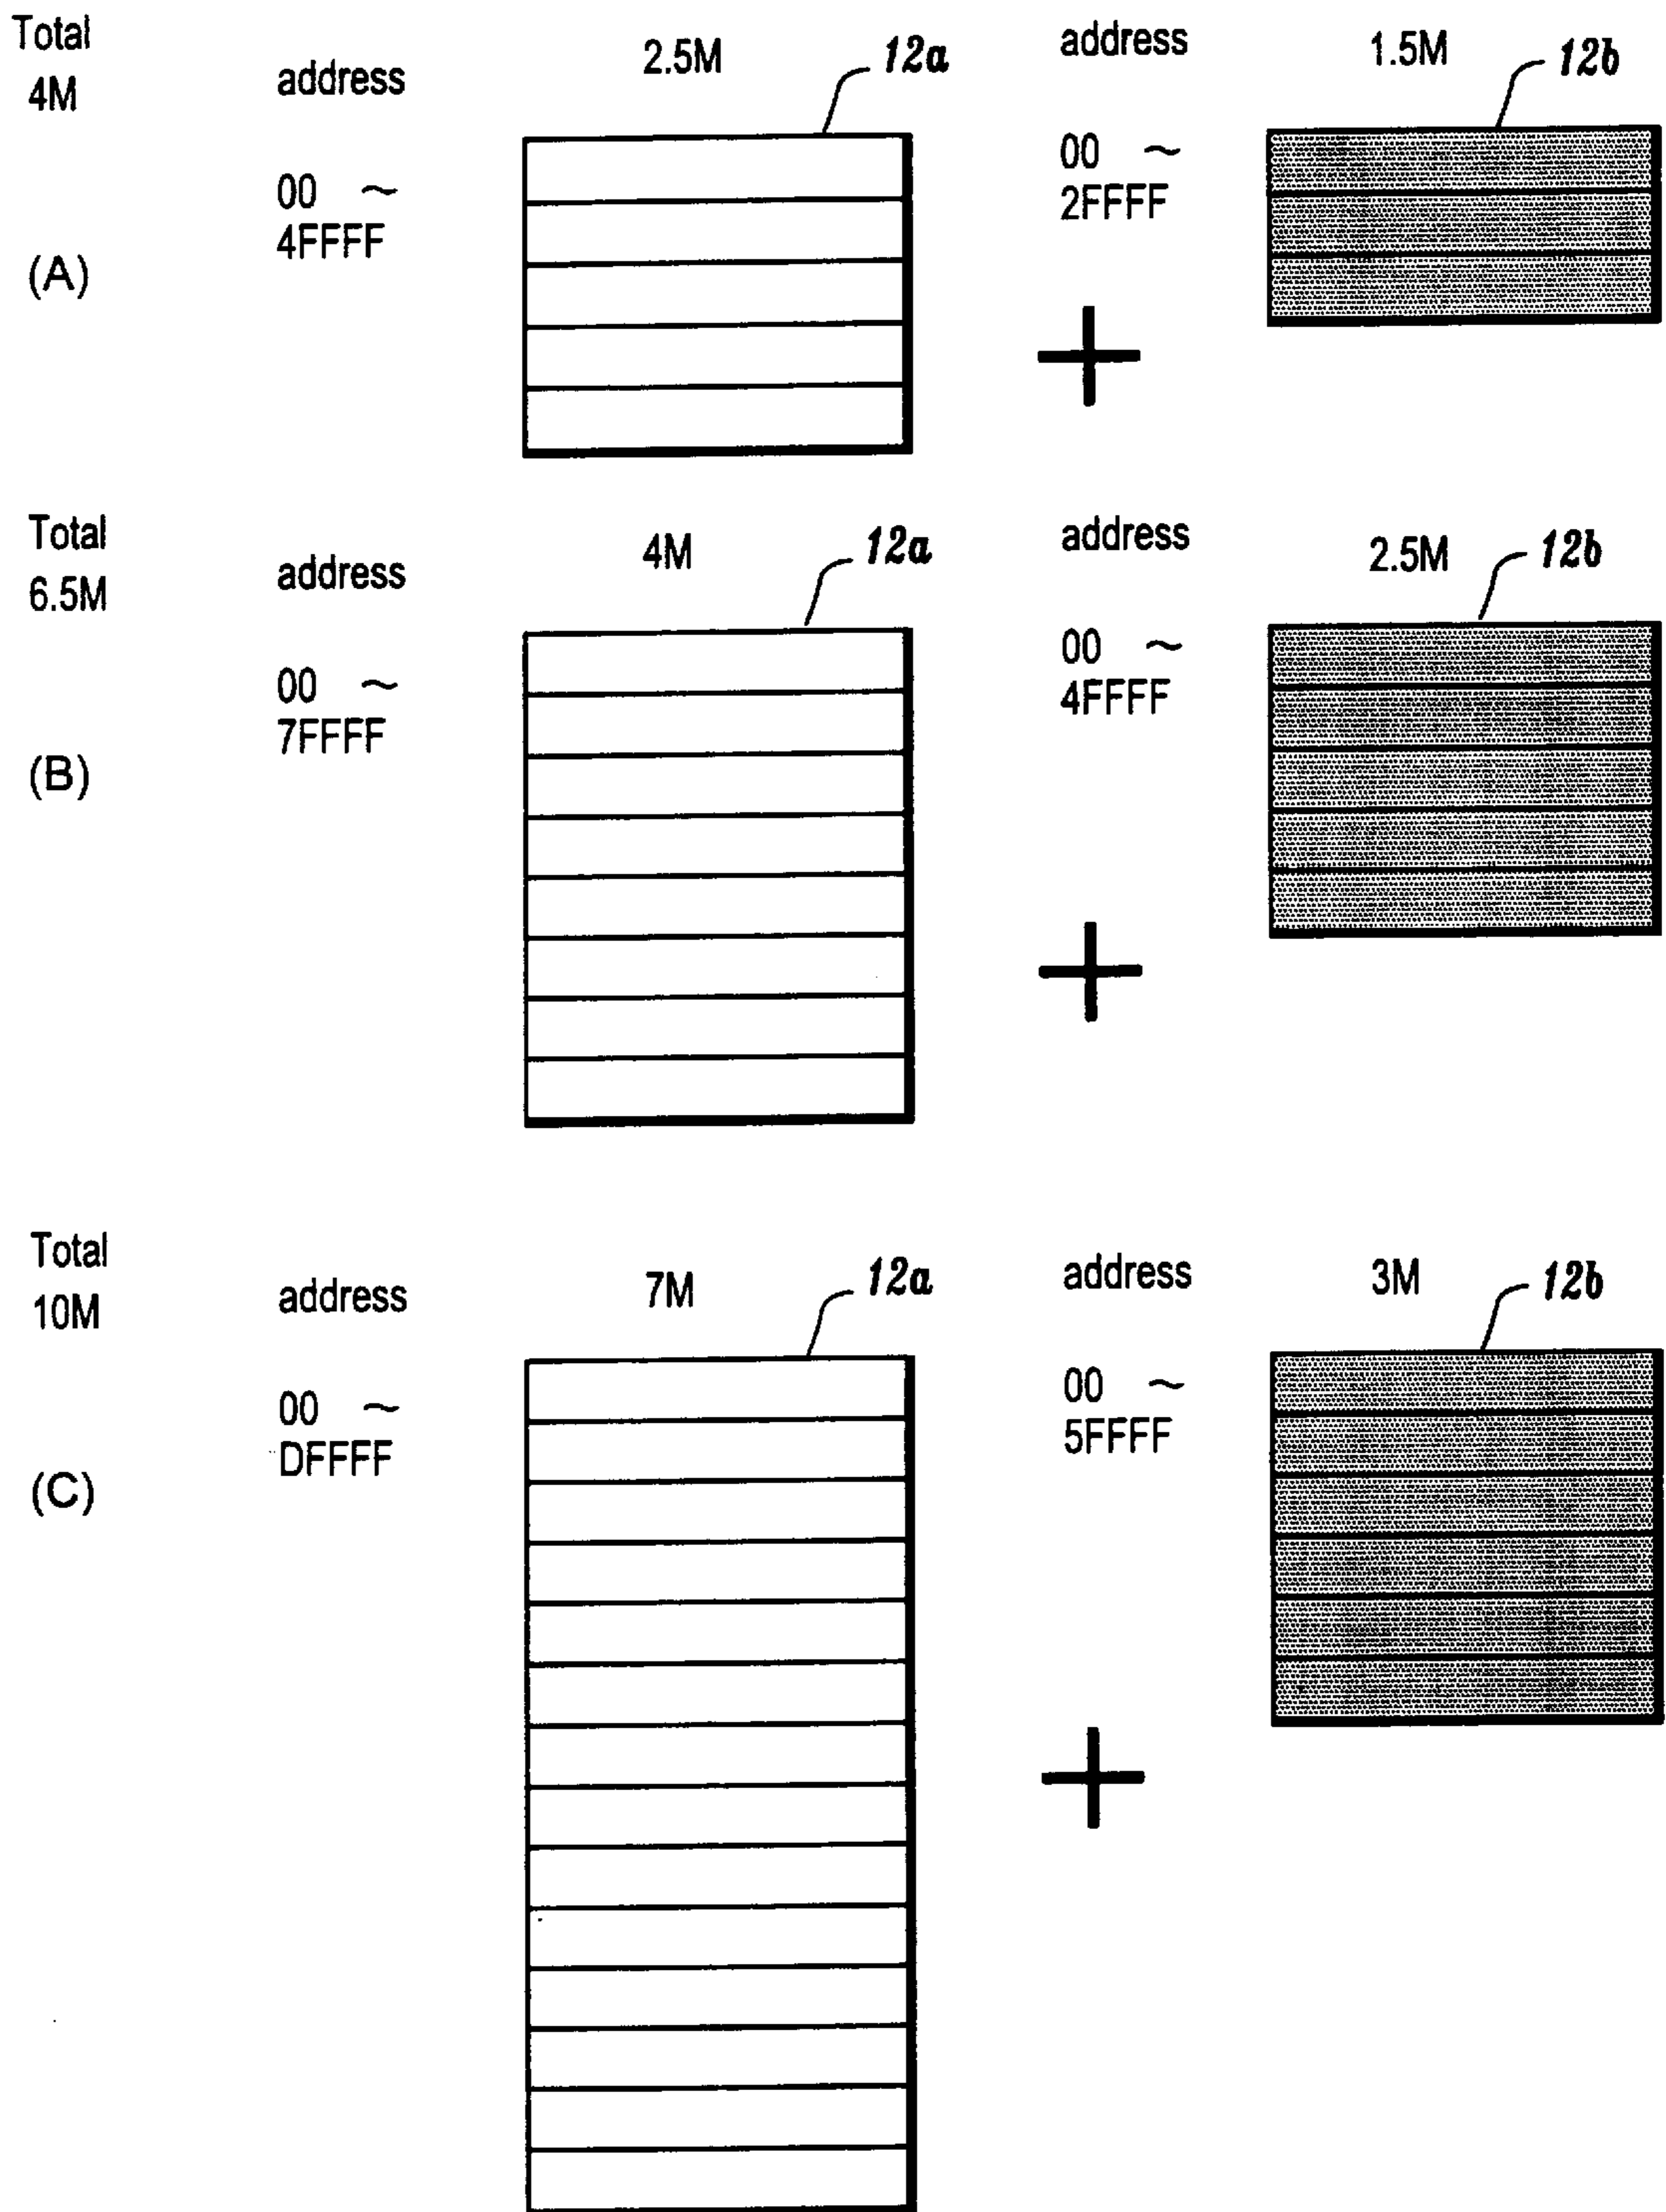 Total
4M
(A)
address
00 ~
4FFFF
2.5M
12a
address
00 ~
2FFFF
1.5M
12b
Total
6.5M
(B)
address
00 ~
7FFFF
4M
12a
address
00 ~
4FFFF
2.5M
12b
Total
10M
(C)
address
00 ~
DFFFF
7M
12a
address
00 ~
5FFFF
3M
12b